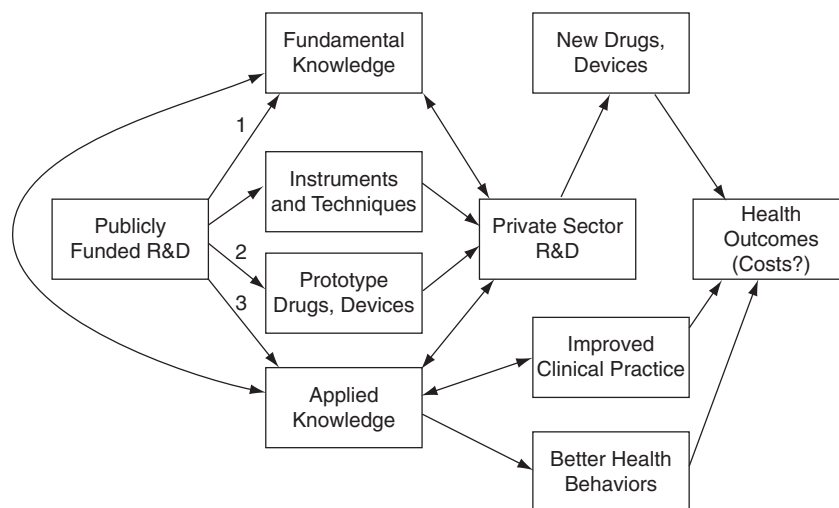 Fundamental
Knowledge
New Drugs,
Devices
1
Instruments
and Techniques
Publicly
Funded R&D
Private Sector
R&D
Health
Outcomes
(Costs?)
2
Prototype
Drugs, Devices
3
Improved
Clinical Practice
Applied
Knowledge
Better Health
Behaviors